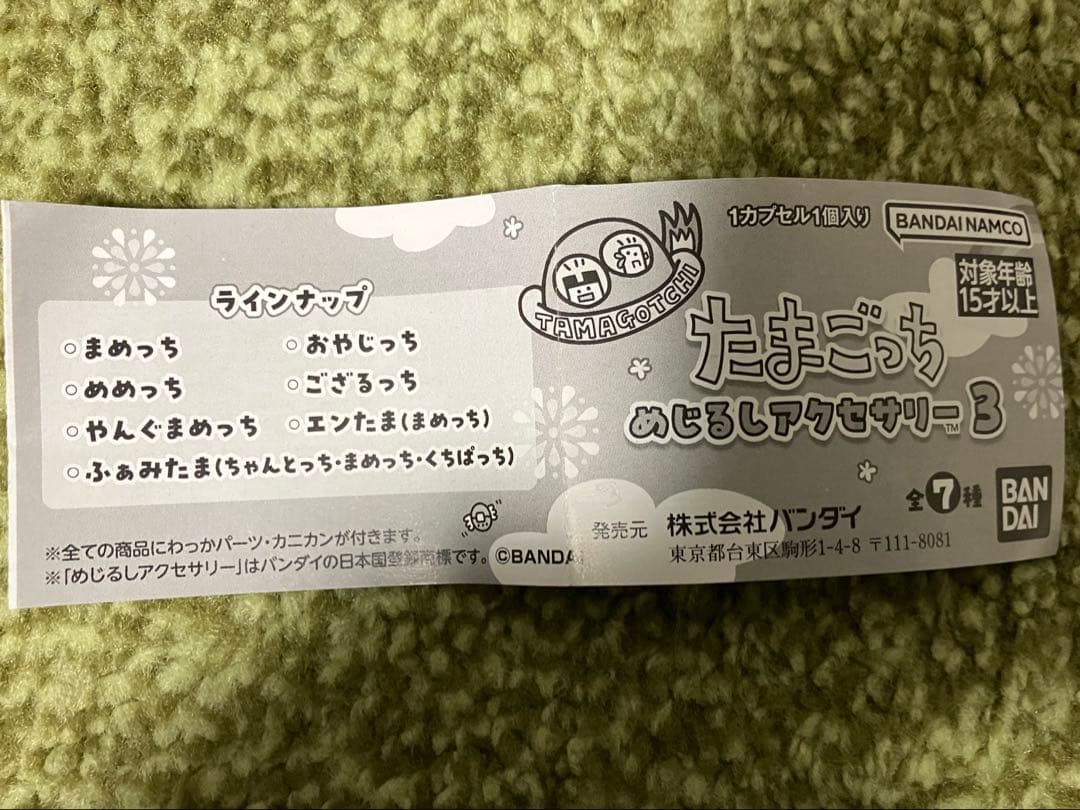 ラインナップ
○まめっち
○めめっち
○やんぐまめっち
○ふぁみたま(ちゃんとっち・まめっち・くちぱっち)
○おやじっち
○ござるっち
○エンたま(まめっち)
※全ての商品にわっかパーツ・カニカンが付きます。
※「めじるしアクセサリー」はバンダイの日本国登録商標です。
©BANDA
1カプセル1個入り
BANDAI NAMCO
対象年齢
15才以上
TAMAGOTCHI
たまごっち
めじるしアクセサリー™3
全7種
発売元 株式会社バンダイ
東京都台東区駒形1-4-8 〒111-8081
BAN
DAI